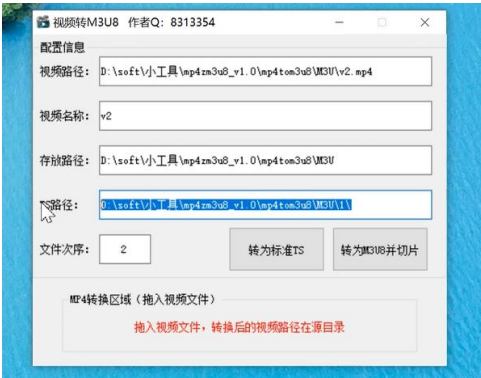 视频转M3U8 作者Q: 8313354
配置信息
视频路径: D:\soft\小工具\mp4zm3u8_v1.0\mp4tom3u8\M3U\v2.mp4
视频名称: v2
存放路径: D:\soft\小工具\mp4zm3u8_v1.0\mp4tom3u8\M3U
路径: D:\soft\小工具\mp4zm3u8_v1.0\mp4tom3u8\M3U\1\
文件次序: 2 转为标准TS 转为M3U8并切片
MP4转换区域（拖入视频文件）
拖入视频文件，转换后的视频路径在源目录